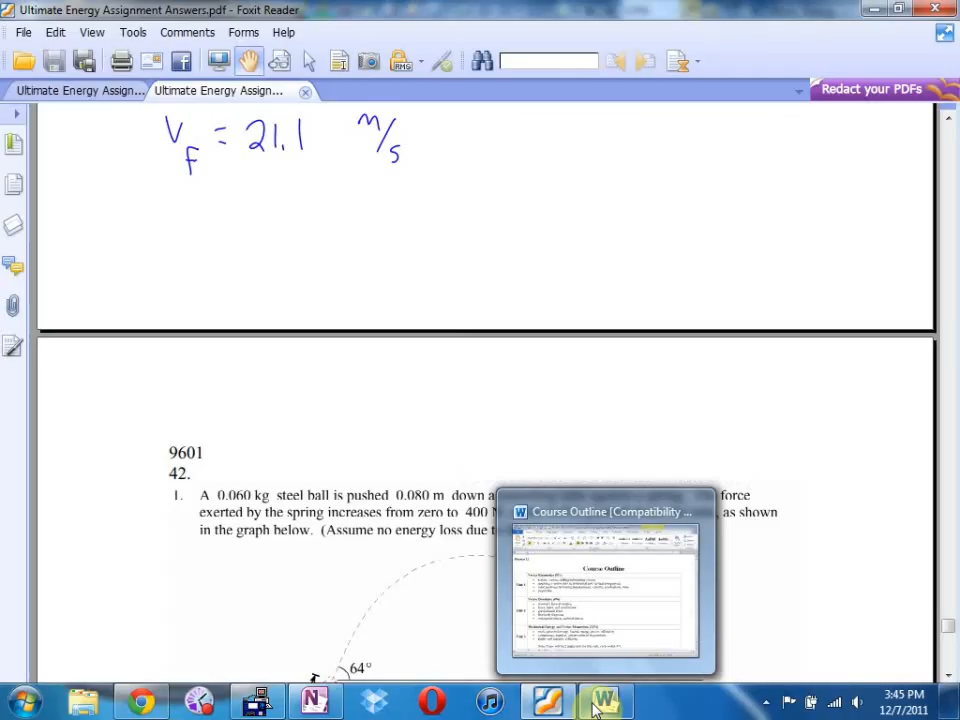 Ultimate Energy Assignment Answers.pdf - Foxit Reader
File Edit View Tools Comments Forms Help
RMS
Ultimate Energy Assign... Ultimate Energy Assign... Redact your PDFs
V_F = 21.1 m/s
9601
42.
1. A 0.060 kg steel ball is pushed 0.080 m down a force
exerted by the spring increases from zero to 400 , as shown
in the graph below. (Assume no energy loss due
Course Outline [Compatibility ...
Course Outline
64°
3:45 PM
12/7/2011